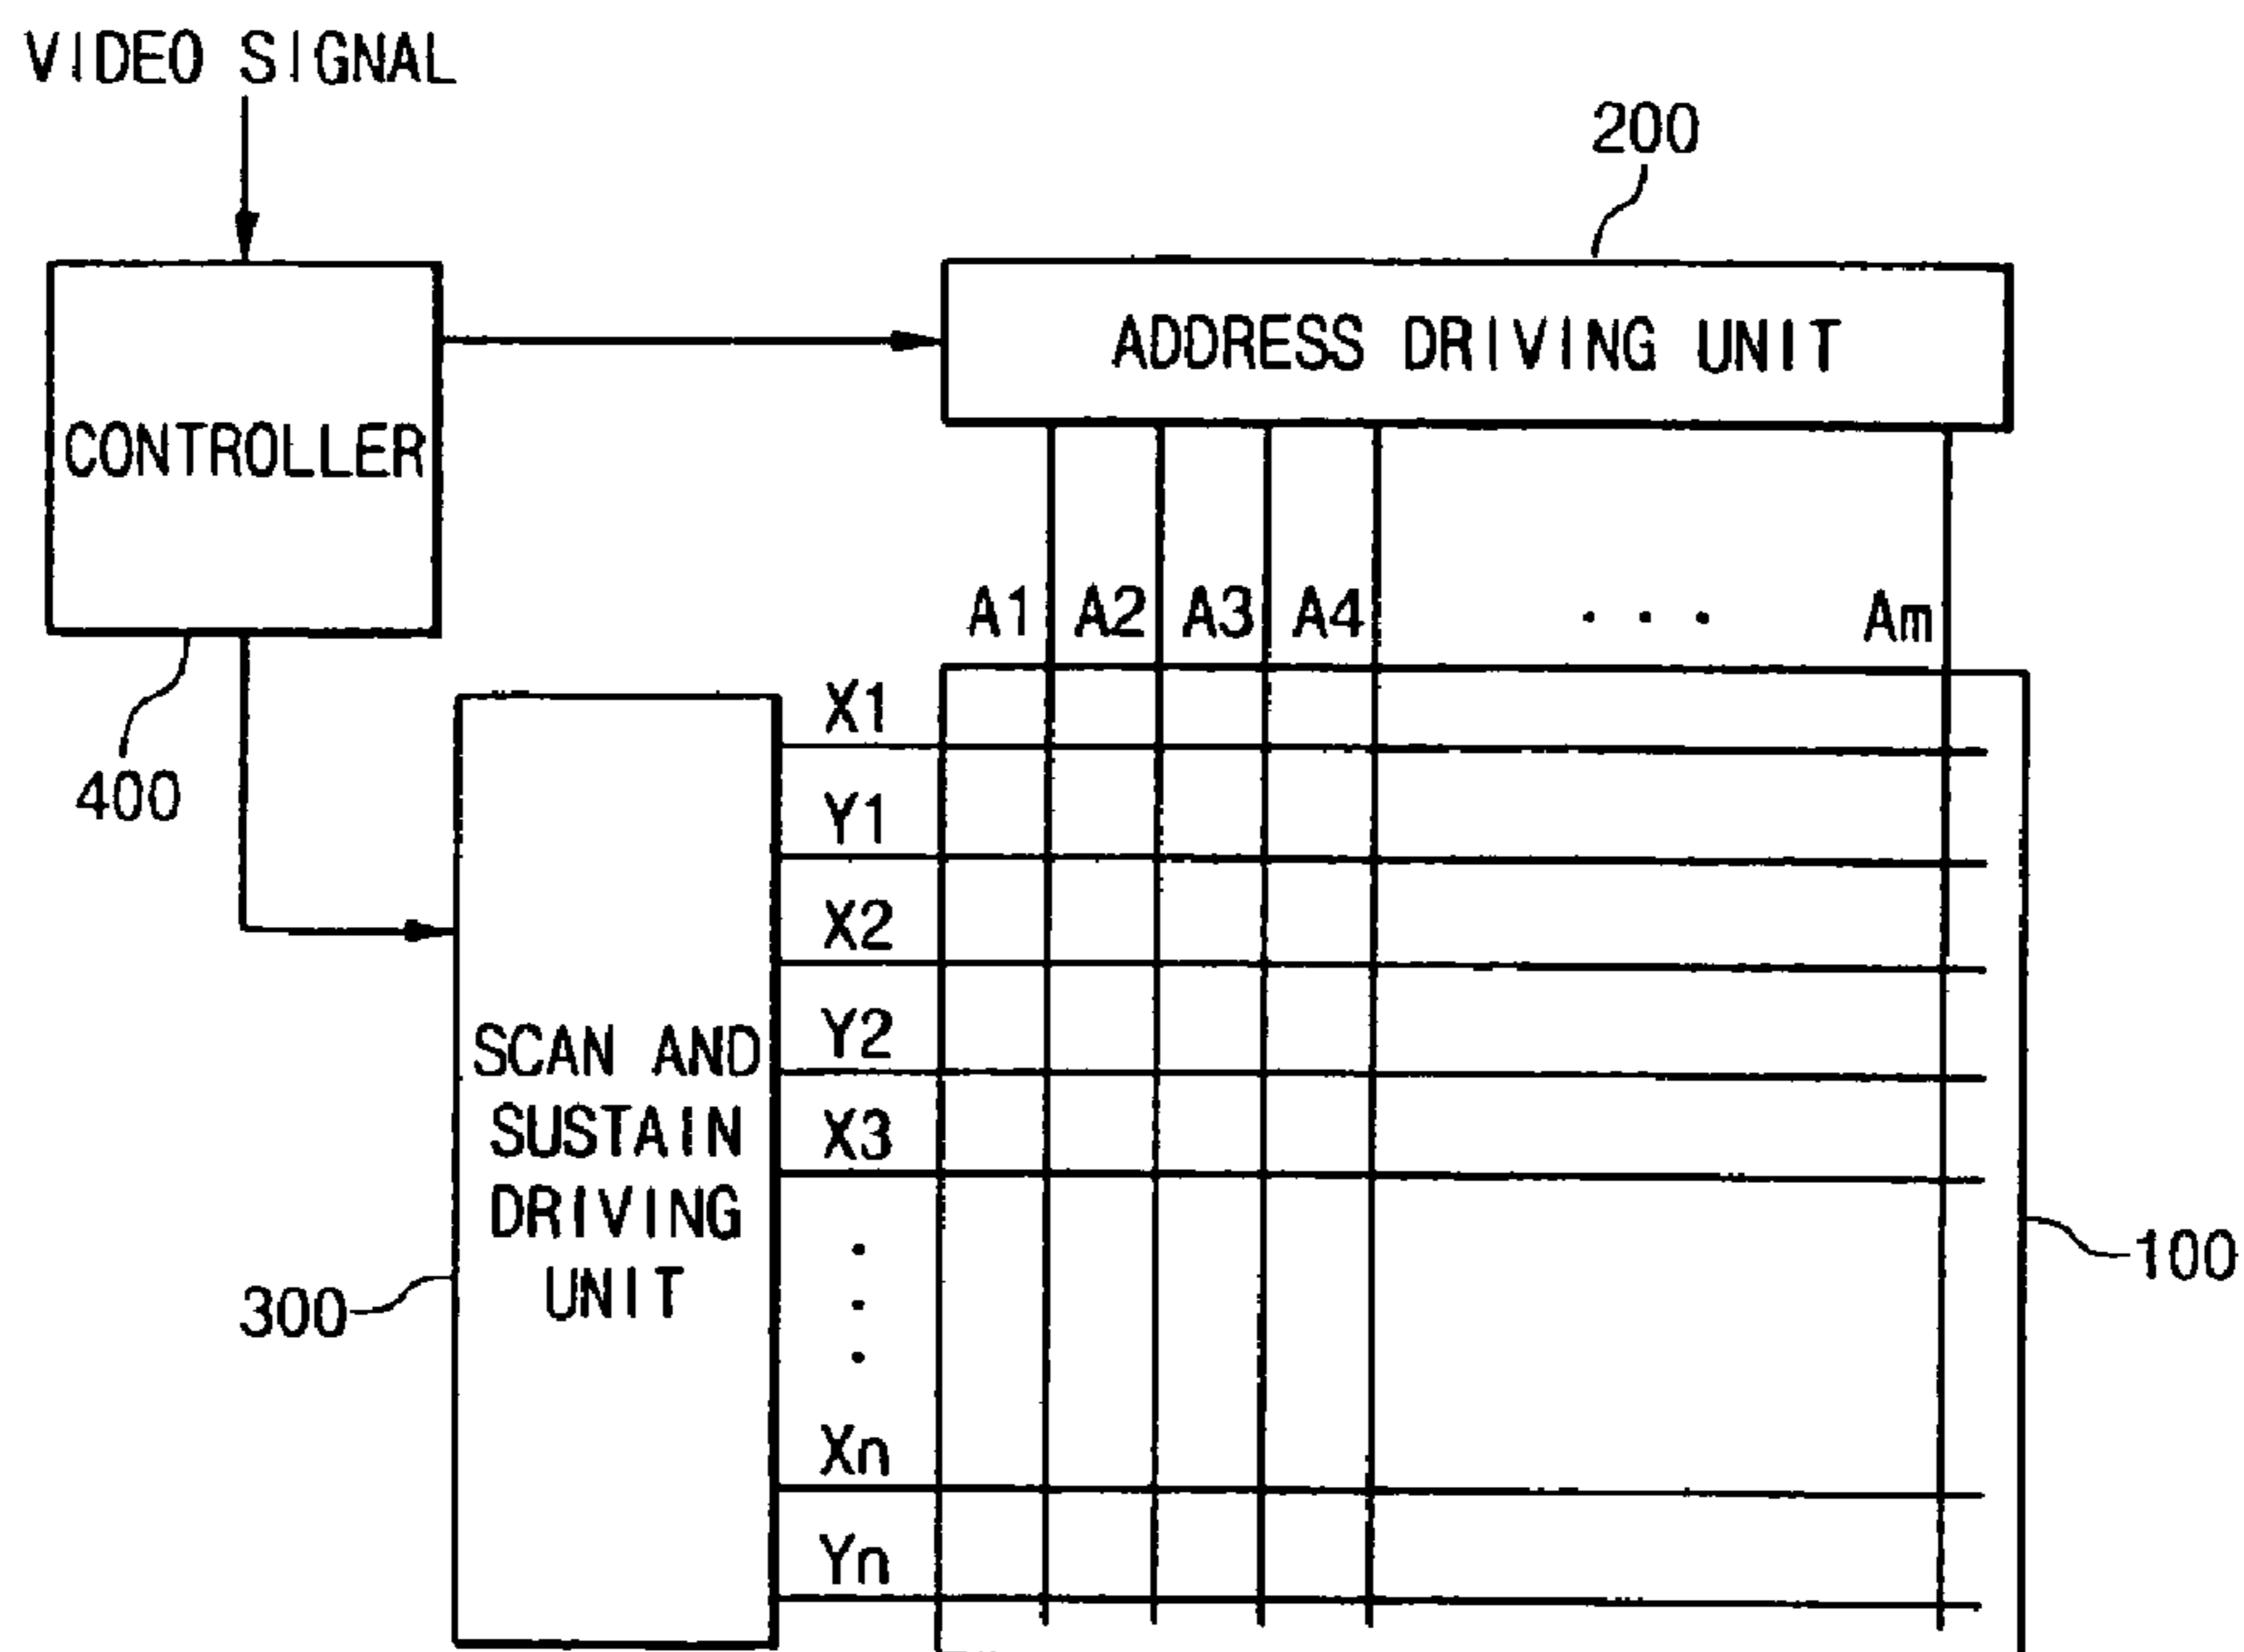 VIDEO SIGNAL
200
ADDRESS DRIVING UNIT
CONTROLLER
A1 A2 A3 A4 . . . Am
400
X1
Y1
X2
Y2
X3
.
.
.
Xn
Yn
SCAN AND
SUSTAIN
DRIVING
UNIT
300
100